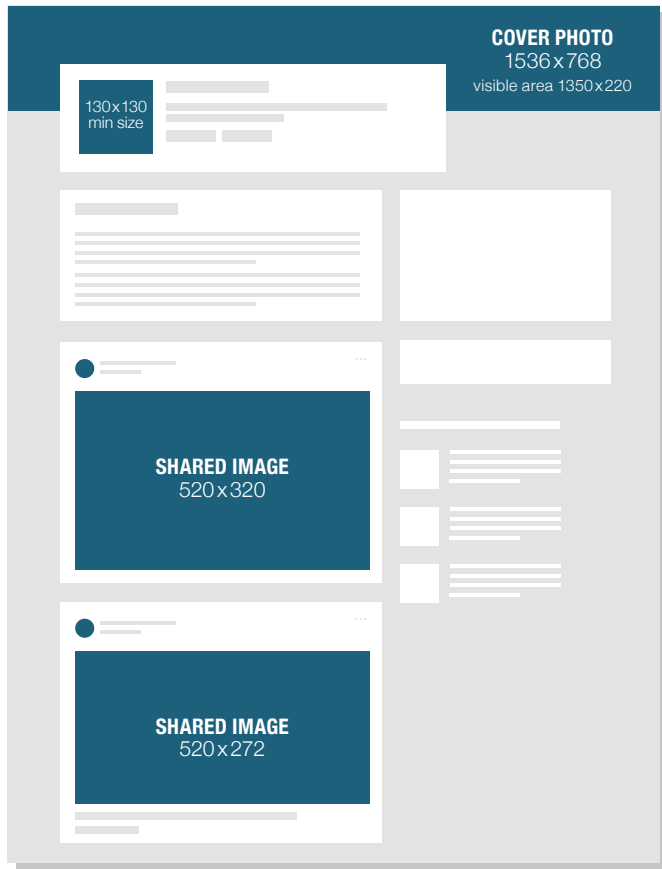 COVER PHOTO
1536x768
visible area 1350x220
130x130
min size
SHARED IMAGE
520x320
SHARED IMAGE
520x272